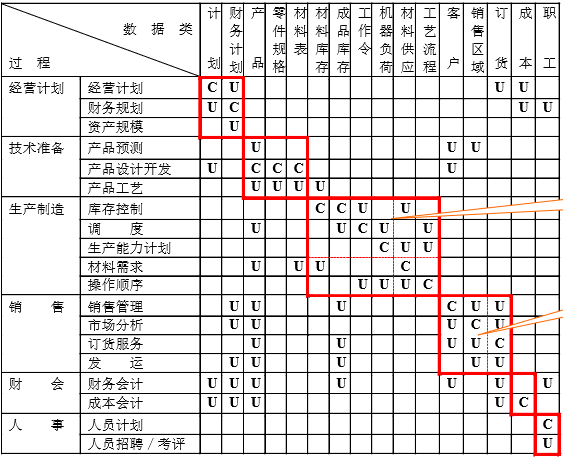 数 据 类
过 程
计划 财务计划 产品 零件规格 材料表 材料库存 成品库存 工作令 机器负荷 材料供应 工艺流程 客户 销售区域 订货 成本 职工
经营计划 经营计划 C U U U
财务规划 U C U U
资产规模 U
技术准备 产品预测 U U U
产品设计开发 U C C C U
产品工艺 U U U U
生产制造 库存控制 C C U U
调 度 U U C U U
生产能力计划 C U U
材料需求 U U U C
操作顺序 U U U C
销 售 销售管理 U U U C U U
市场分析 U U U C U
订货服务 U U U U C
发 运 U U U U U
财 会 财务会计 U U U U U U U
成本会计 U U U U C
人 事 人员计划 C
人员招聘／考评 U